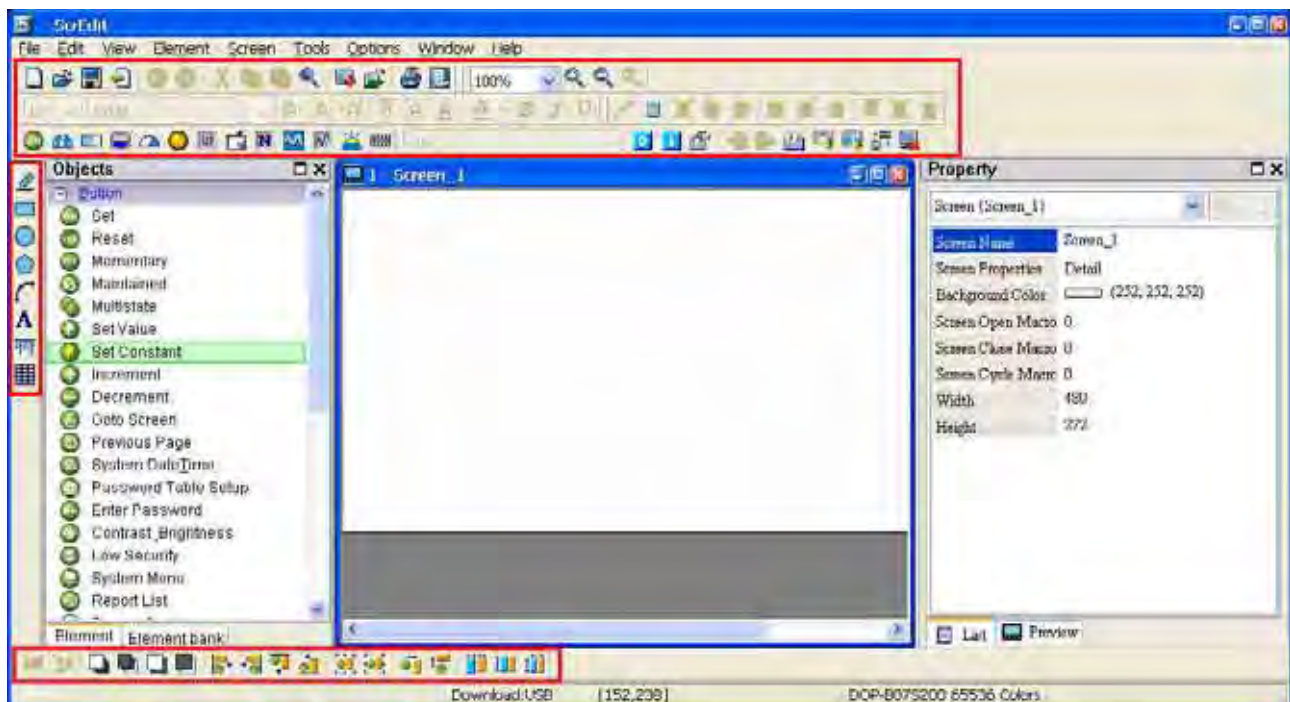 ScrEdit
File Edit View Element Screen Tools Options Window Help
100%
Objects
Button
Set
Reset
Momentary
Maintained
Multistate
Set Value
Set Constant
Increment
Decrement
Goto Screen
Previous Page
System DateTime
Password Table Setup
Enter Password
Contrast_Brightness
Low Security
System Menu
Report List
Element Element bank
1 Screen_1
Property
Screen {Screen_1}
Screen Name Screen_1
Screen Properties Detail
Background Color (252, 252, 252)
Screen Open Macro 0
Screen Close Macro 0
Screen Cycle Macro 0
Width 480
Height 272
List Preview
Download:USB [152,238] DOP-B07S200 65536 Colors